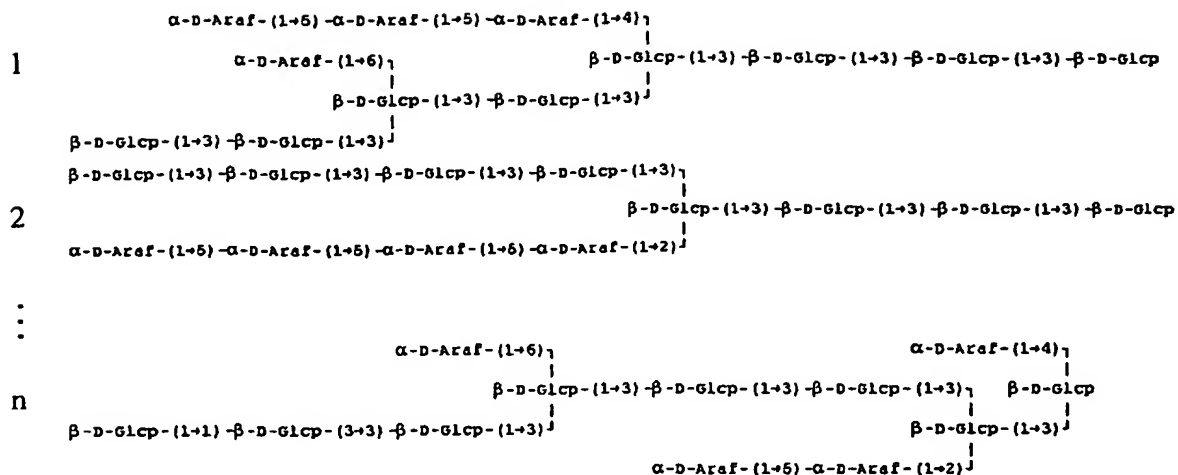 α-D-Araf-(1→5)-α-D-Araf-(1→5)-α-D-Araf-(1→4)
1 α-D-Araf-(1→6) β-D-Glcp-(1→3)-β-D-Glcp-(1→3)-β-D-Glcp-(1→3)-β-D-Glcp
β-D-Glcp-(1→3)-β-D-Glcp-(1→3)
β-D-Glcp-(1→3)-β-D-Glcp-(1→3)
β-D-Glcp-(1→3)-β-D-Glcp-(1→3)-β-D-Glcp-(1→3)-β-D-Glcp-(1→3)
2 β-D-Glcp-(1→3)-β-D-Glcp-(1→3)-β-D-Glcp-(1→3)-β-D-Glcp
α-D-Araf-(1→5)-α-D-Araf-(1→5)-α-D-Araf-(1→5)-α-D-Araf-(1→2)
⋮
α-D-Araf-(1→6) α-D-Araf-(1→4)
n β-D-Glcp-(1→3)-β-D-Glcp-(1→3)-β-D-Glcp-(1→3) β-D-Glcp
β-D-Glcp-(1→1)-β-D-Glcp-(3→3)-β-D-Glcp-(1→3) β-D-Glcp-(1→3)
α-D-Araf-(1→5)-α-D-Araf-(1→2)